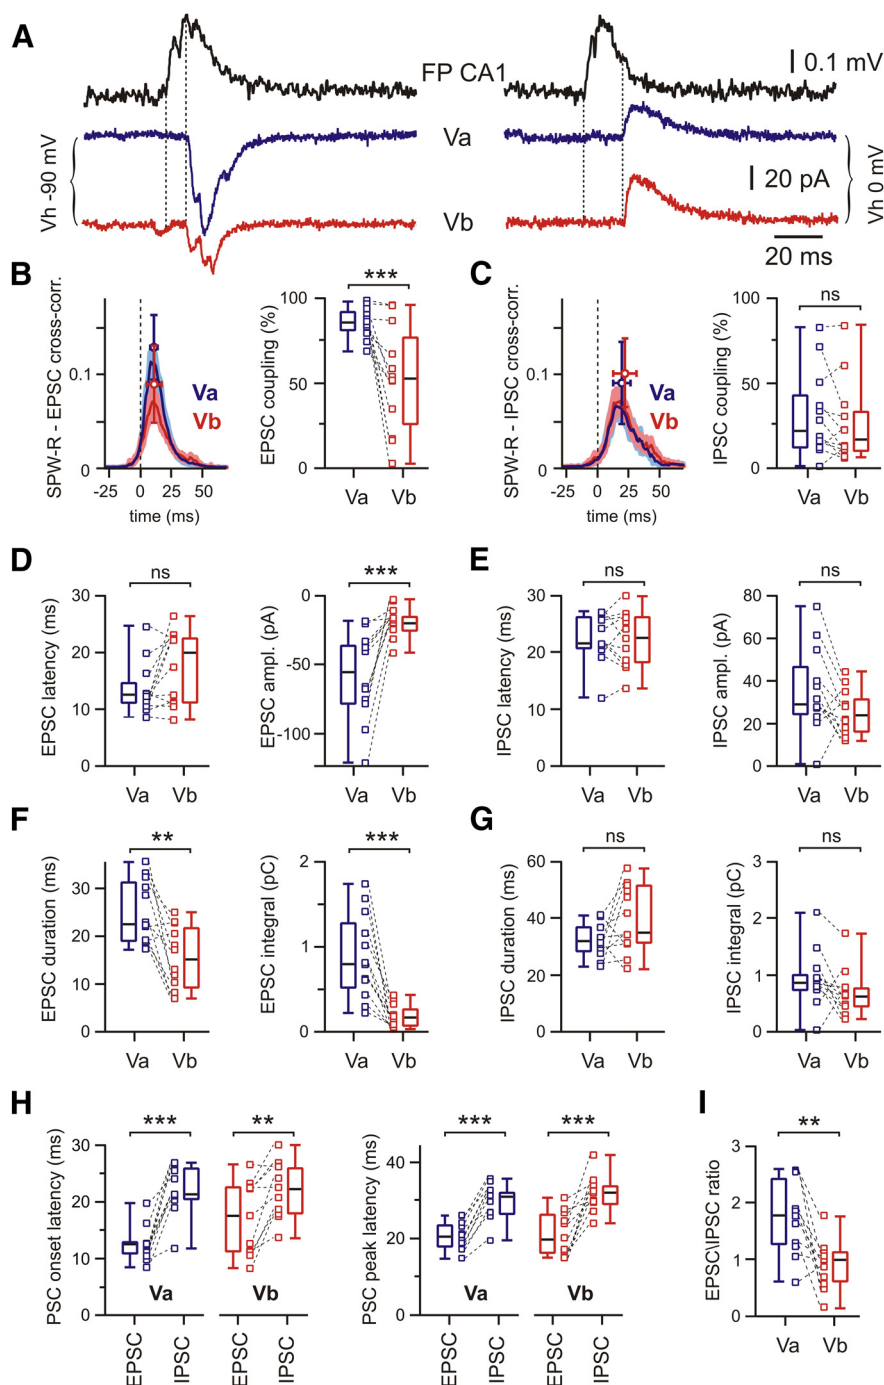 A
FP CA1
0.1 mV
Vh -90 mV
Va
Vb
20 pA
Vh 0 mV
20 ms
B
SPW-R - EPSC cross-corr.
0.1
0
-25 0 25 50
time (ms)
Va
Vb
***
EPSC coupling (%)
100
50
0
Va Vb
C
SPW-R - IPSC cross-corr.
0.1
0
-25 0 25 50
time (ms)
Va
Vb
ns
IPSC coupling (%)
100
50
0
Va Vb
D
ns
EPSC latency (ms)
30
20
10
0
Va Vb
***
EPSC ampl. (pA)
0
-50
-100
Va Vb
E
ns
IPSC latency (ms)
30
20
10
0
Va Vb
ns
IPSC ampl. (pA)
80
60
40
20
0
Va Vb
F
**
EPSC duration (ms)
30
20
10
0
Va Vb
***
EPSC integral (pC)
2
1
0
Va Vb
G
ns
IPSC duration (ms)
60
40
20
0
Va Vb
ns
IPSC integral (pC)
3
2
1
0
Va Vb
H
*** **
PSC onset latency (ms)
30
20
10
0
Va Vb
EPSC IPSC EPSC IPSC
*** ***
PSC peak latency (ms)
40
20
0
Va Vb
EPSC IPSC EPSC IPSC
I
**
EPSC\IPSC ratio
3
2
1
0
Va Vb